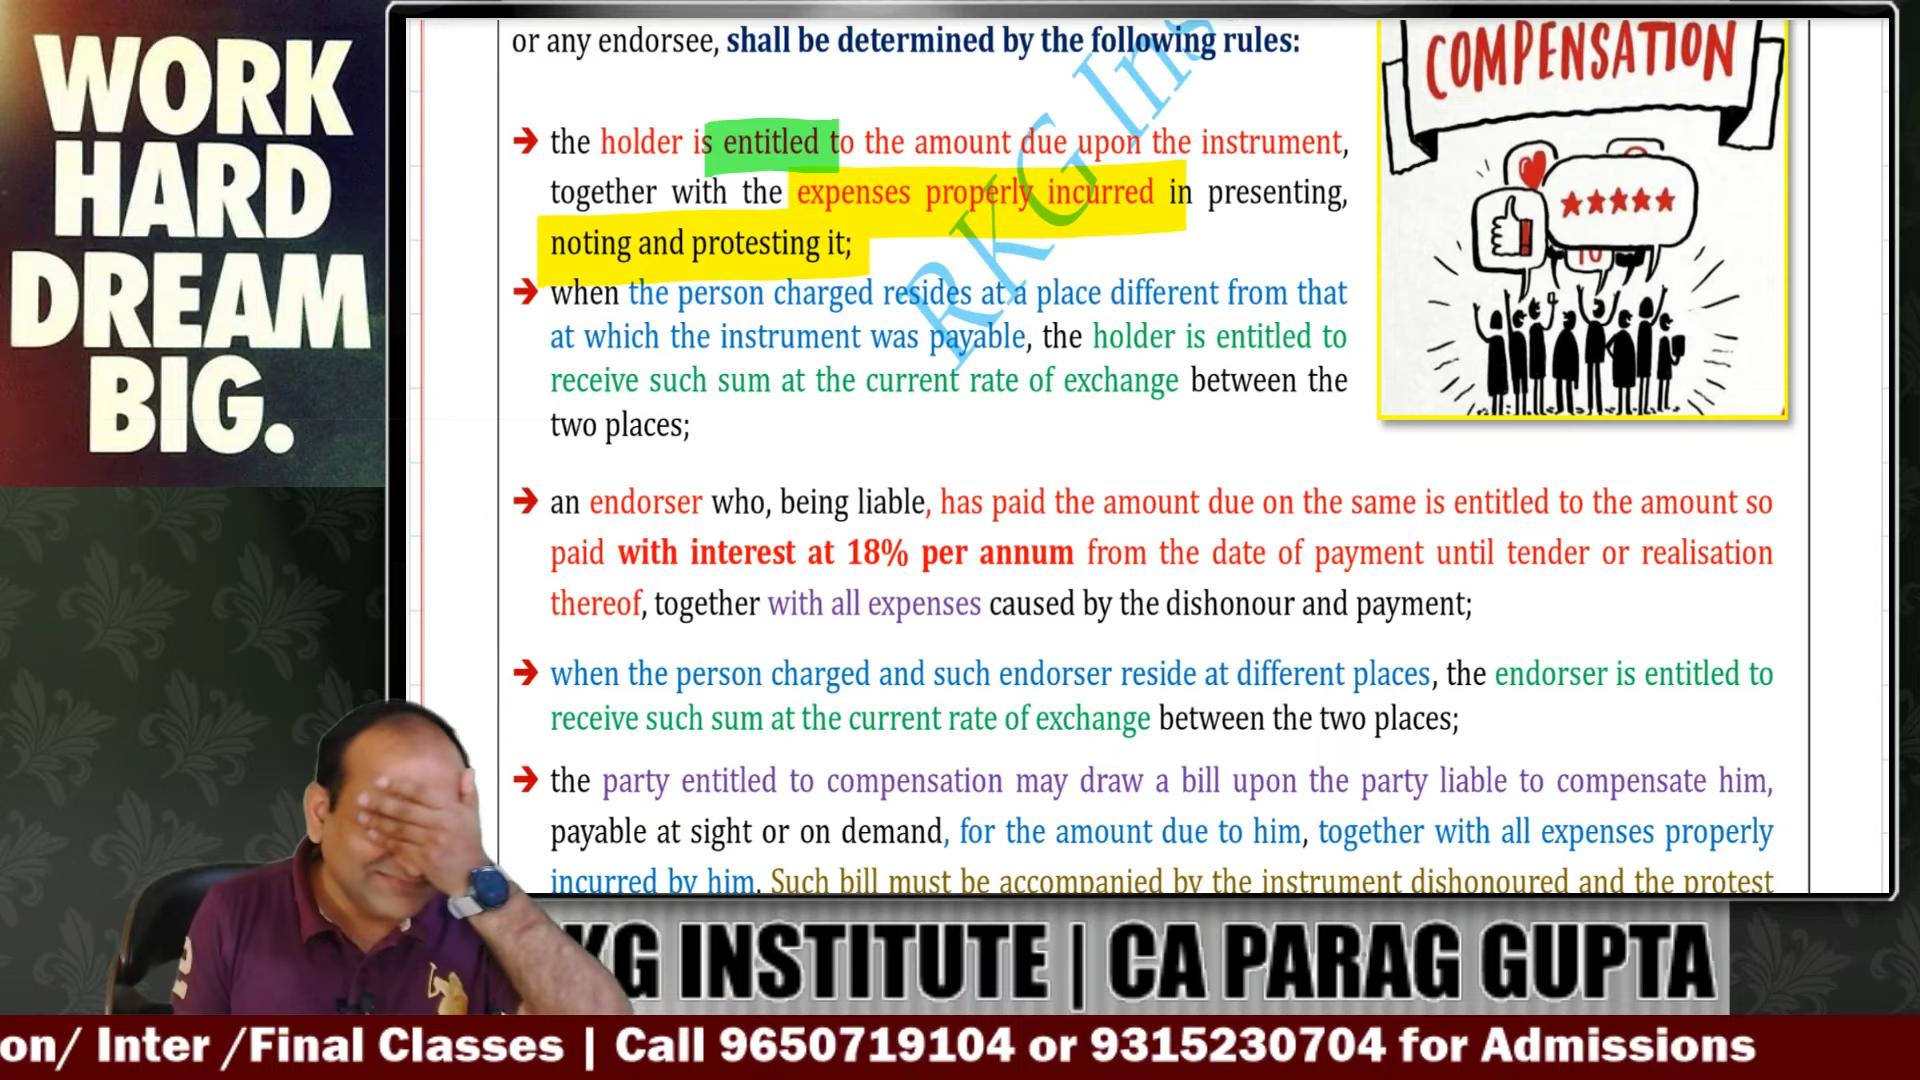 WORK
HARD
DREAM
BIG.
or any endorsee, shall be determined by the following rules:
COMPENSATION
➔ the holder is entitled to the amount due upon the instrument,
together with the expenses properly incurred in presenting,
noting and protesting it;
➔ when the person charged resides at a place different from that
at which the instrument was payable, the holder is entitled to
receive such sum at the current rate of exchange between the
two places;
RKG Ins
➔ an endorser who, being liable, has paid the amount due on the same is entitled to the amount so
paid with interest at 18% per annum from the date of payment until tender or realisation
thereof, together with all expenses caused by the dishonour and payment;
➔ when the person charged and such endorser reside at different places, the endorser is entitled to
receive such sum at the current rate of exchange between the two places;
➔ the party entitled to compensation may draw a bill upon the party liable to compensate him,
payable at sight or on demand, for the amount due to him, together with all expenses properly
incurred by him. Such bill must be accompanied by the instrument dishonoured and the protest
KG INSTITUTE | CA PARAG GUPTA
on/ Inter /Final Classes | Call 9650719104 or 9315230704 for Admissions